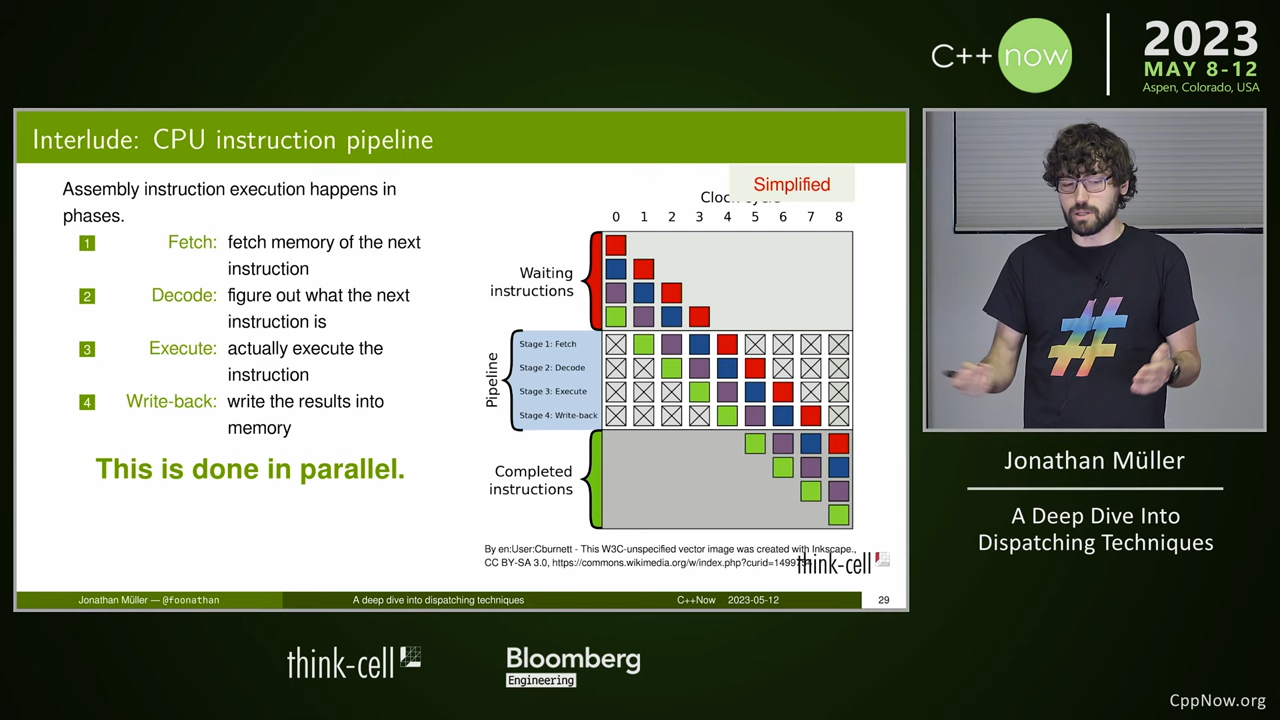 C++ now
2023
MAY 8-12
Aspen, Colorado, USA
Interlude: CPU instruction pipeline
Assembly instruction execution happens in
phases.
1 Fetch: fetch memory of the next
instruction
2 Decode: figure out what the next
instruction is
3 Execute: actually execute the
instruction
4 Write-back: write the results into
memory
This is done in parallel.
Simplified
0 1 2 3 4 5 6 7 8
Waiting
instructions
Pipeline
Stage 1: Fetch
Stage 2: Decode
Stage 3: Execute
Stage 4: Write-back
Completed
instructions
By en:User:Cburnett - This W3C-unspecified vector image was created with Inkscape.,
CC BY-SA 3.0, https://commons.wikimedia.org/w/index.php
think-cell
Jonathan Müller — @foonathan A deep dive into dispatching techniques C++Now 2023-05-12 29
#
Jonathan Müller
A Deep Dive Into
Dispatching Techniques
think-cell
Bloomberg
Engineering
CppNow.org